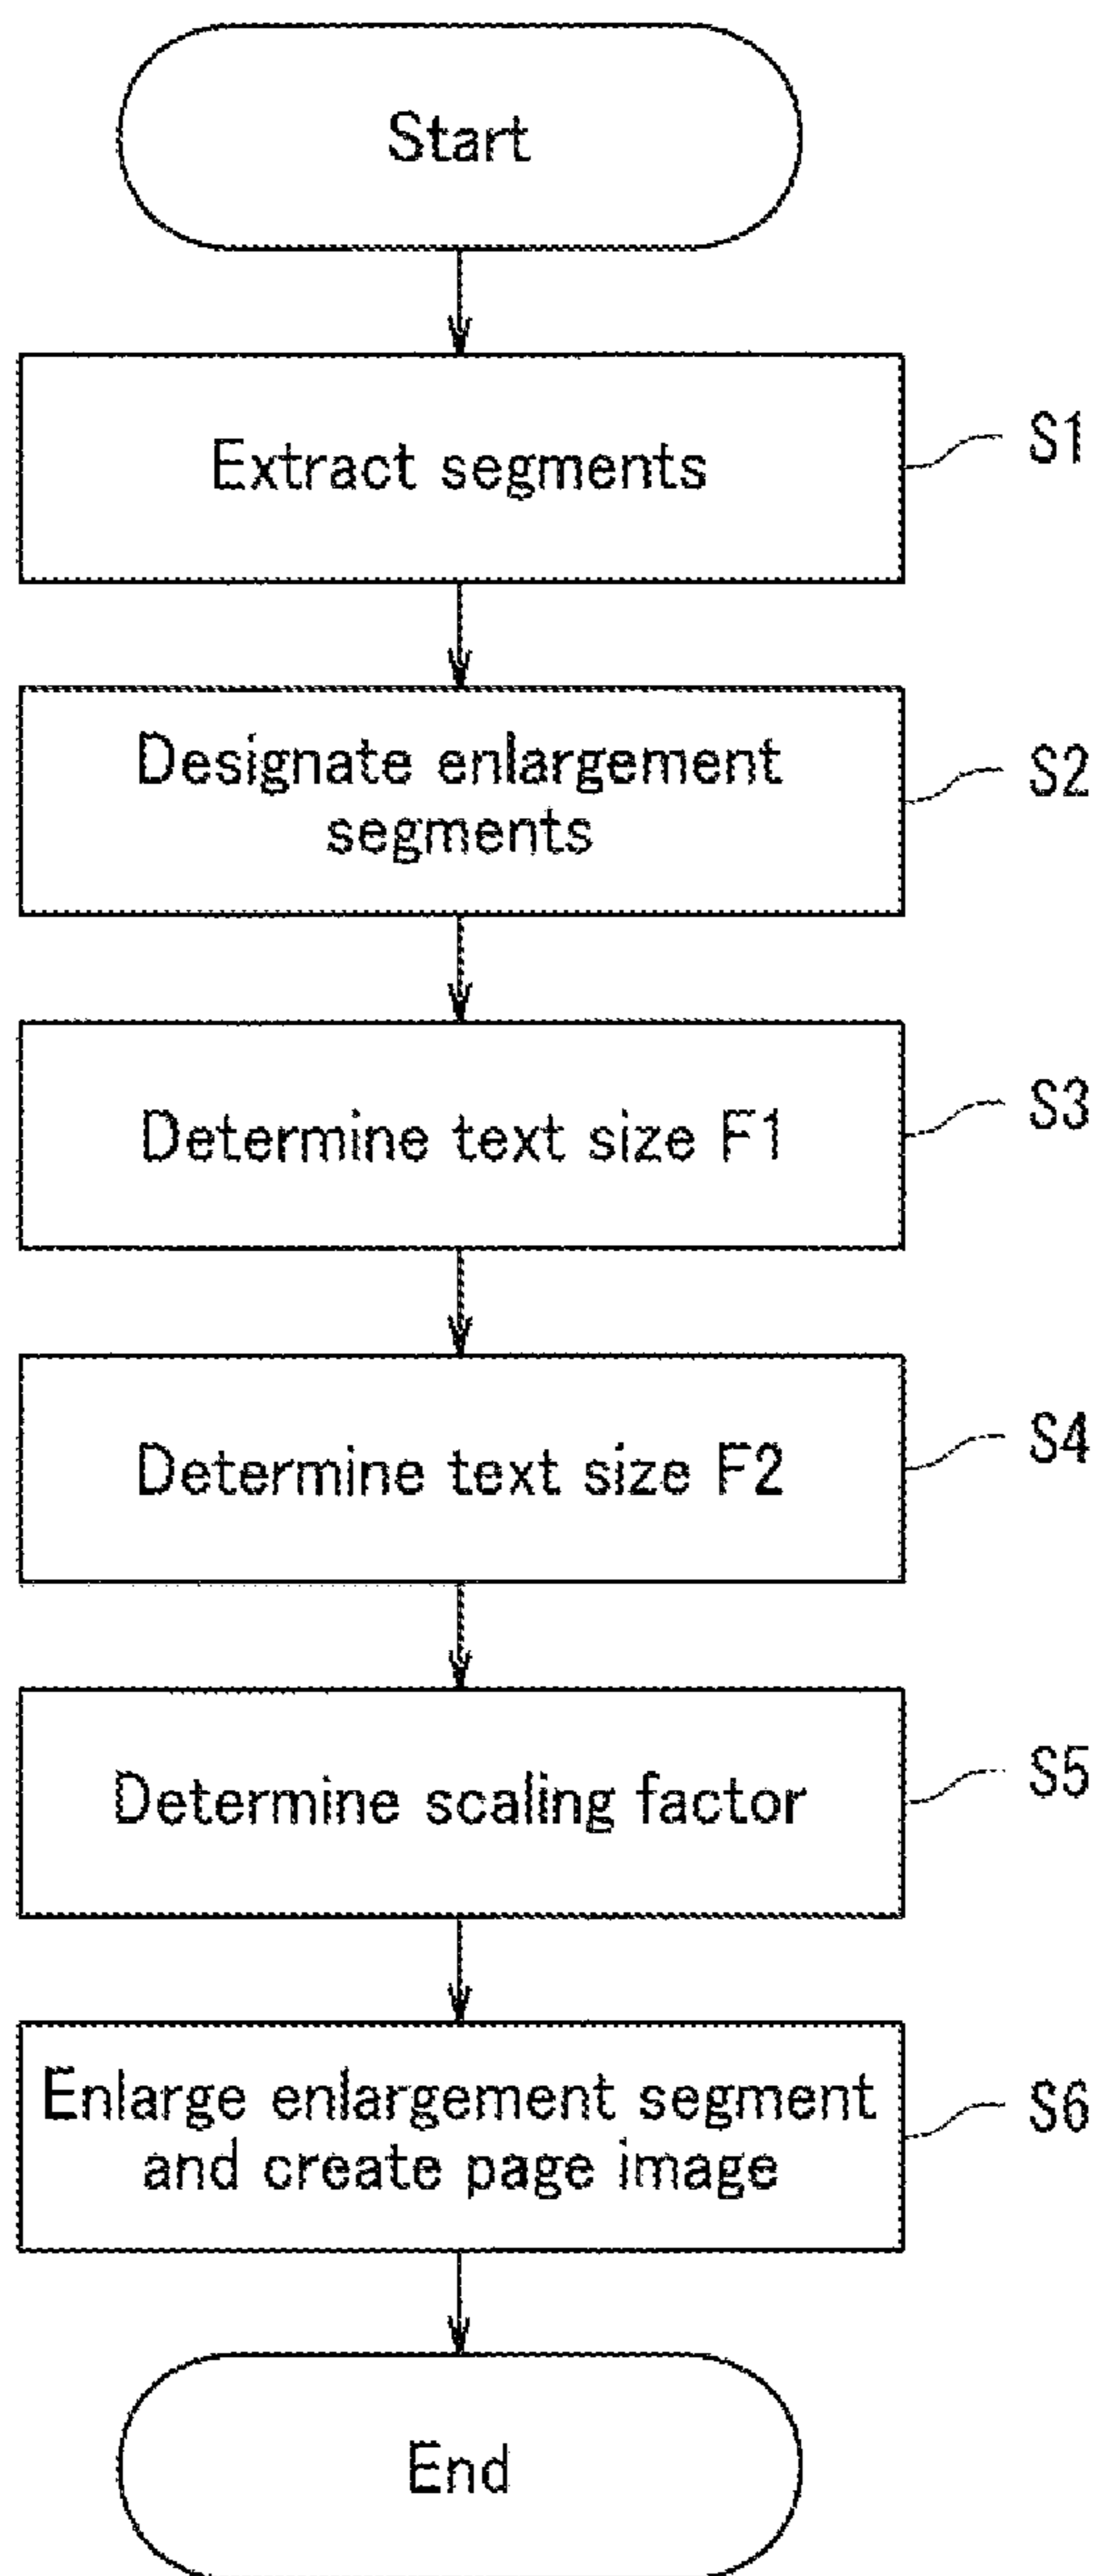 Start
Extract segments
S1
Designate enlargement
segments
S2
Determine text size F1
S3
Determine text size F2
S4
Determine scaling factor
S5
Enlarge enlargement segment
and create page image
S6
End